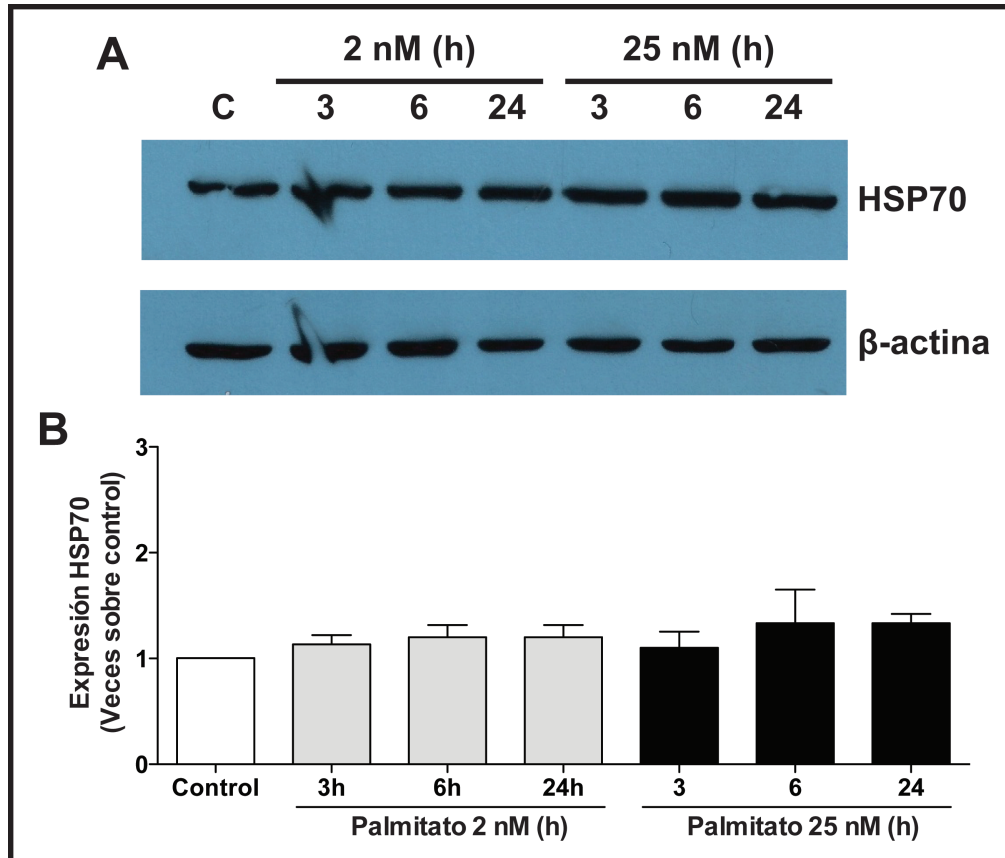 A
2 nM (h)
25 nM (h)
C
3
6
24
3
6
24
HSP70
β-actina
B
Expresión HSP70
(Veces sobre control)
3
2
1
0
Control
3h
6h
24h
3
6
24
Palmitato 2 nM (h)
Palmitato 25 nM (h)